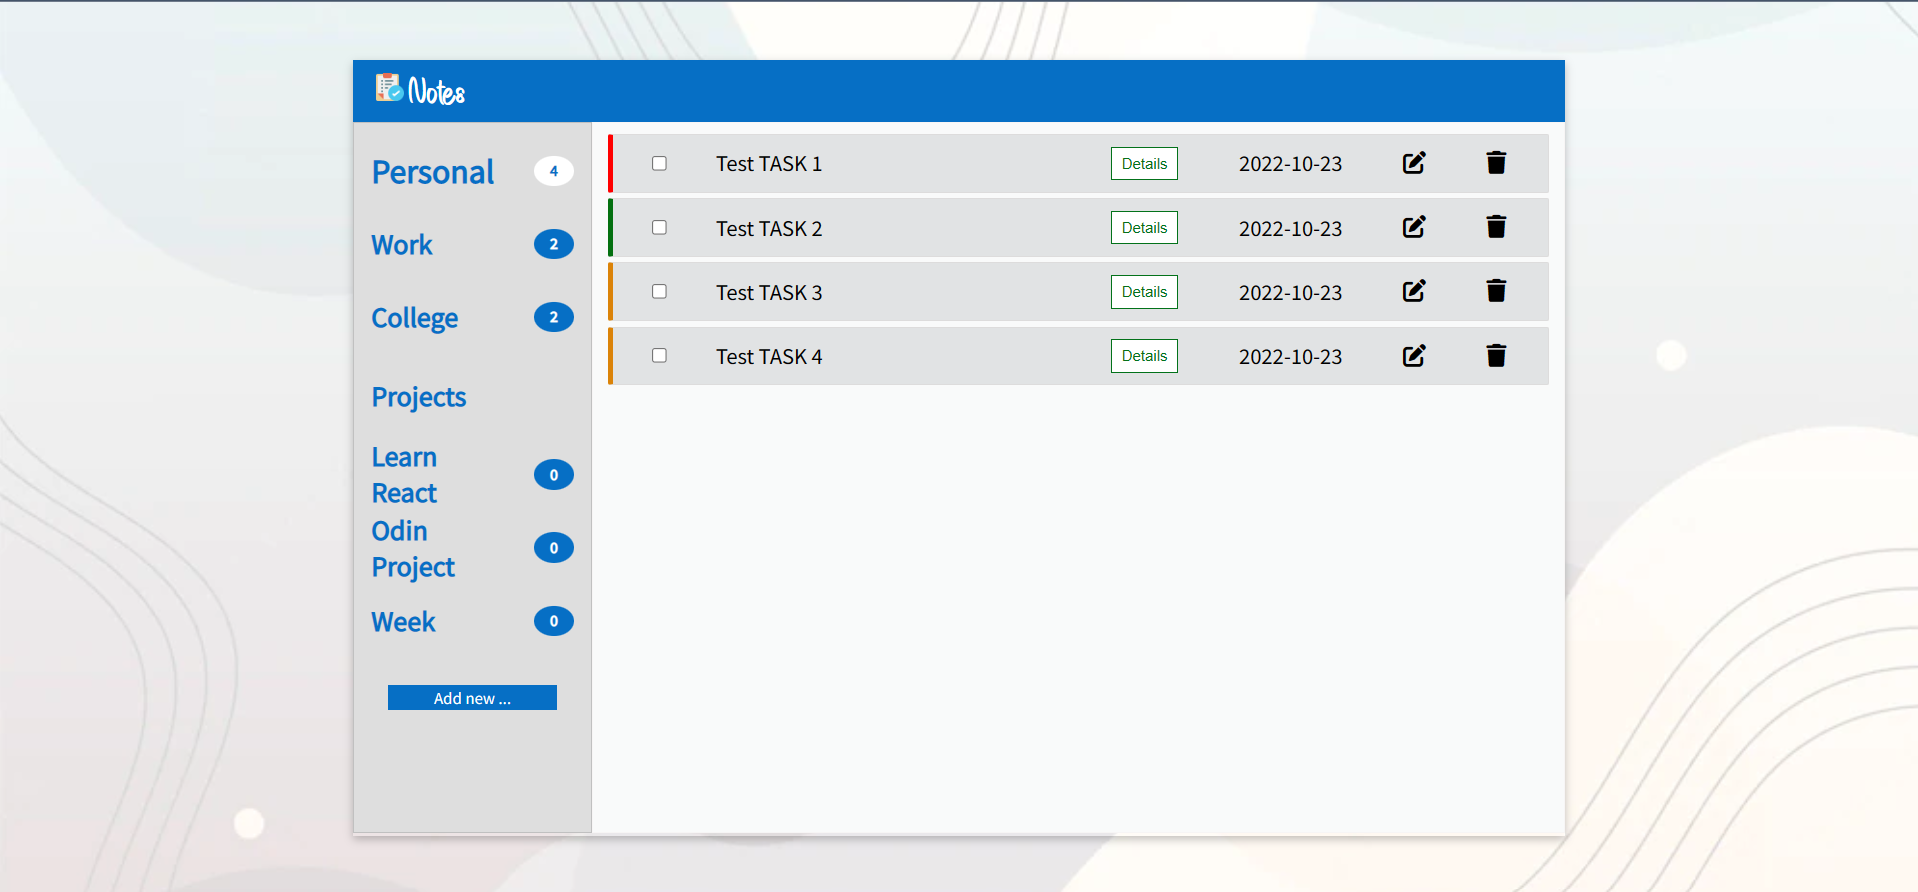 Notes
Personal 4
Work 2
College 2
Projects
Learn
React 0
Odin
Project 0
Week 0
Add new ...
Test TASK 1 Details 2022-10-23
Test TASK 2 Details 2022-10-23
Test TASK 3 Details 2022-10-23
Test TASK 4 Details 2022-10-23